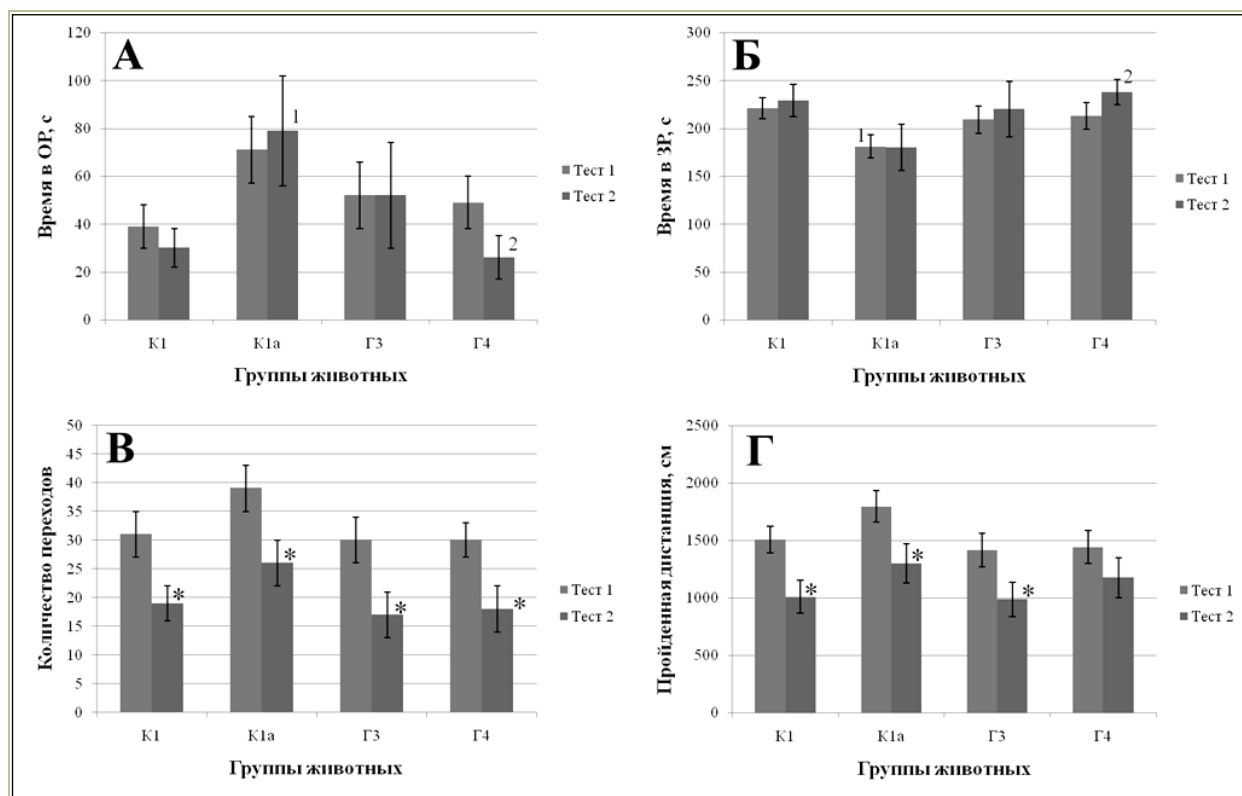 А
Время в ОР, с
120
100
80
60
40
20
0
1
2
К1
К1а
Г3
Г4
Группы животных
Тест 1
Тест 2
Б
Время в ЗР, с
300
250
200
150
100
50
0
1
2
К1
К1а
Г3
Г4
Группы животных
Тест 1
Тест 2
В
Количество переходов
50
45
40
35
30
25
20
15
10
5
0
*
*
*
*
К1
К1а
Г3
Г4
Группы животных
Тест 1
Тест 2
Г
Пройденная дистанция, см
2500
2000
1500
1000
500
0
*
*
*
К1
К1а
Г3
Г4
Группы животных
Тест 1
Тест 2